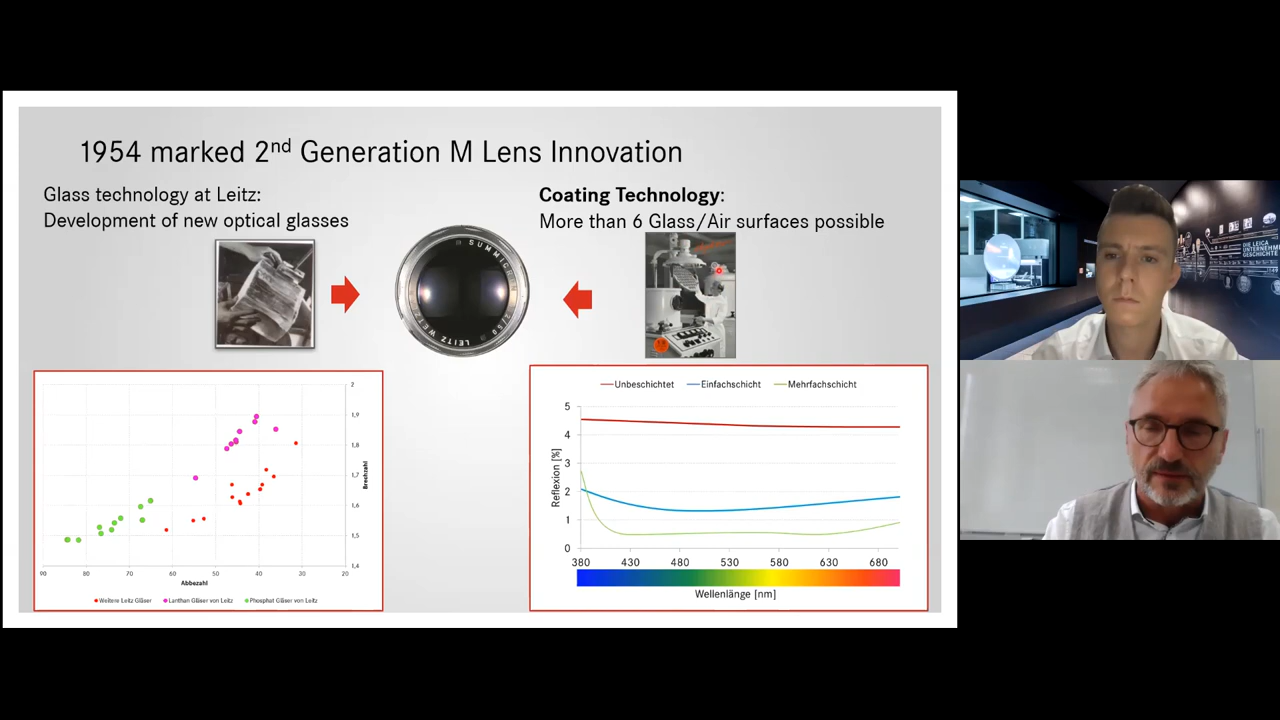 1954 marked 2nd Generation M Lens Innovation
Glass technology at Leitz:
Development of new optical glasses
Coating Technology:
More than 6 Glass/Air surfaces possible
SUMMIC
LEITZ WETZ
Unbeschichtet
Einfachschicht
Mehrfachschicht
2
1,9
1,8
1,7
1,6
1,5
1,4
Brechzahl
90 80 70 60 50 40 30 20
Abbezahl
Weitere Leitz Gläser
Lanthan Gläser von Leitz
Phosphat Gläser von Leitz
5
4
3
2
1
0
Reflexion [%]
380 430 480 530 580 630 680
Wellenlänge [nm]
DIE LEICA
UNTERNEHM
GESCHICHTE